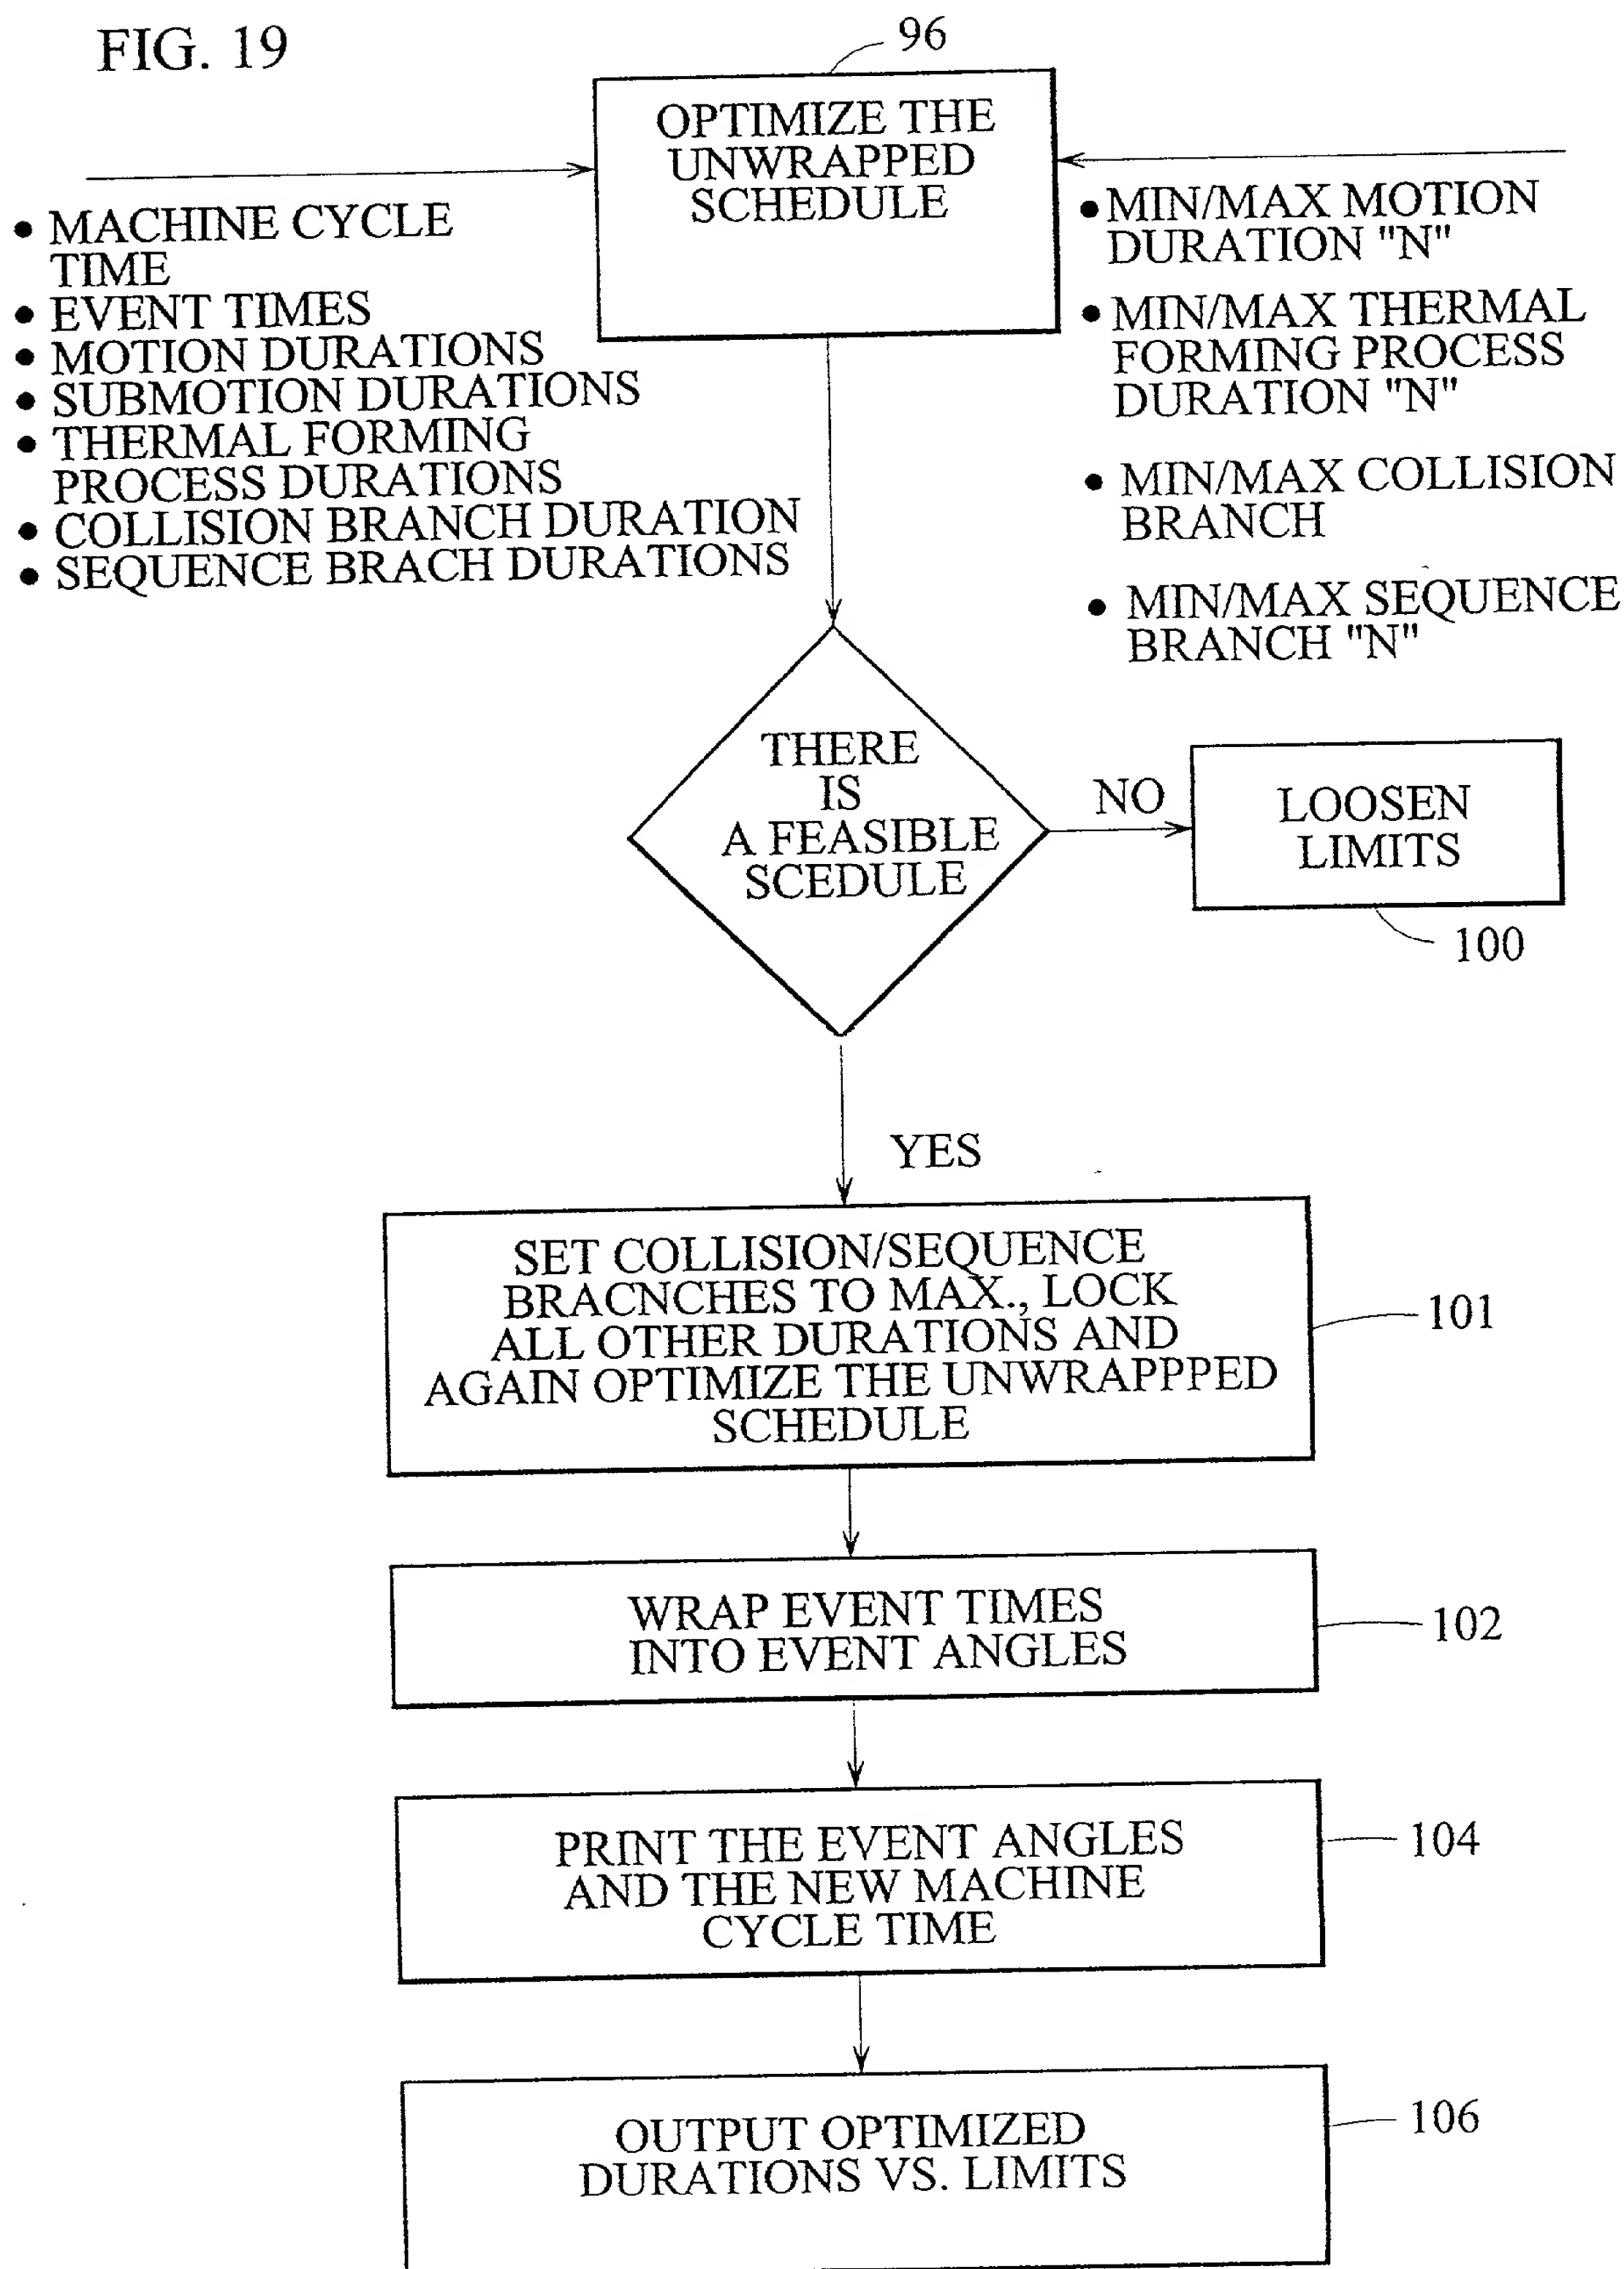 FIG. 19
96
OPTIMIZE THE
UNWRAPPED
SCHEDULE
• MACHINE CYCLE
TIME
• EVENT TIMES
• MOTION DURATIONS
• SUBMOTION DURATIONS
• THERMAL FORMING
PROCESS DURATIONS
• COLLISION BRANCH DURATION
• SEQUENCE BRACH DURATIONS
• MIN/MAX MOTION
DURATION "N"
• MIN/MAX THERMAL
FORMING PROCESS
DURATION "N"
• MIN/MAX COLLISION
BRANCH
• MIN/MAX SEQUENCE
BRANCH "N"
THERE
IS
A FEASIBLE
SCEDULE
NO
LOOSEN
LIMITS
100
YES
SET COLLISION/SEQUENCE
BRACNCHES TO MAX., LOCK
ALL OTHER DURATIONS AND
AGAIN OPTIMIZE THE UNWRAPPPED
SCHEDULE
101
WRAP EVENT TIMES
INTO EVENT ANGLES
102
PRINT THE EVENT ANGLES
AND THE NEW MACHINE
CYCLE TIME
104
OUTPUT OPTIMIZED
DURATIONS VS. LIMITS
106